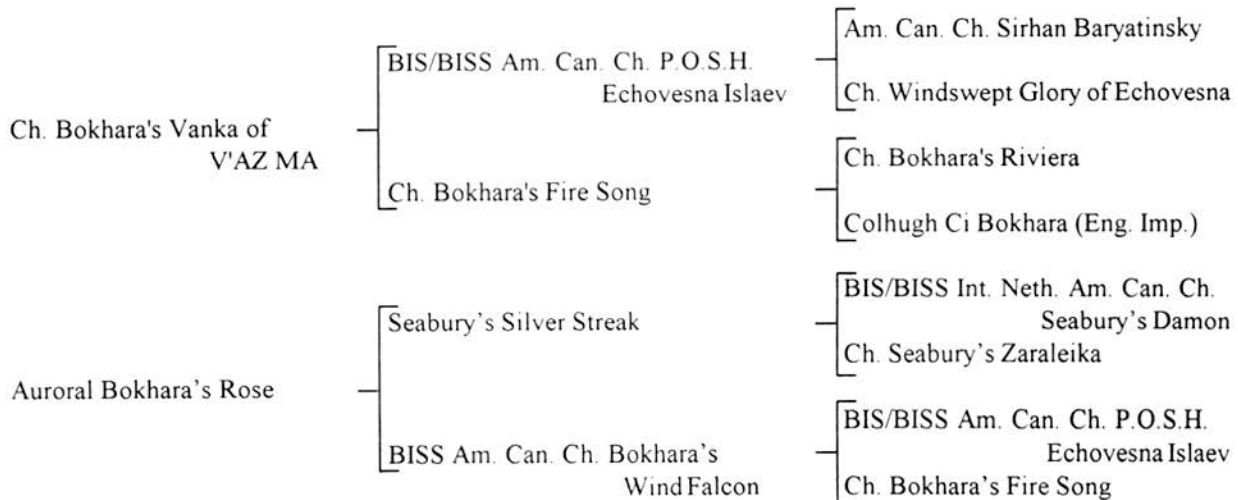 Ch. Bokhara's Vanka of
V'AZ MA
BIS/BISS Am. Can. Ch. P.O.S.H.
Echovesna Islaev
Ch. Bokhara's Fire Song
Am. Can. Ch. Sirhan Baryatinsky
Ch. Windswept Glory of Echovesna
Ch. Bokhara's Riviera
Colhugh Ci Bokhara (Eng. Imp.)
Auroral Bokhara’s Rose
Seabury’s Silver Streak
BISS Am. Can. Ch. Bokhara’s
Wind Falcon
BIS/BISS Int. Neth. Am. Can. Ch.
Seabury’s Damon
Ch. Seabury’s Zaraleika
BIS/BISS Am. Can. Ch. P.O.S.H.
Echovesna Islaev
Ch. Bokhara’s Fire Song